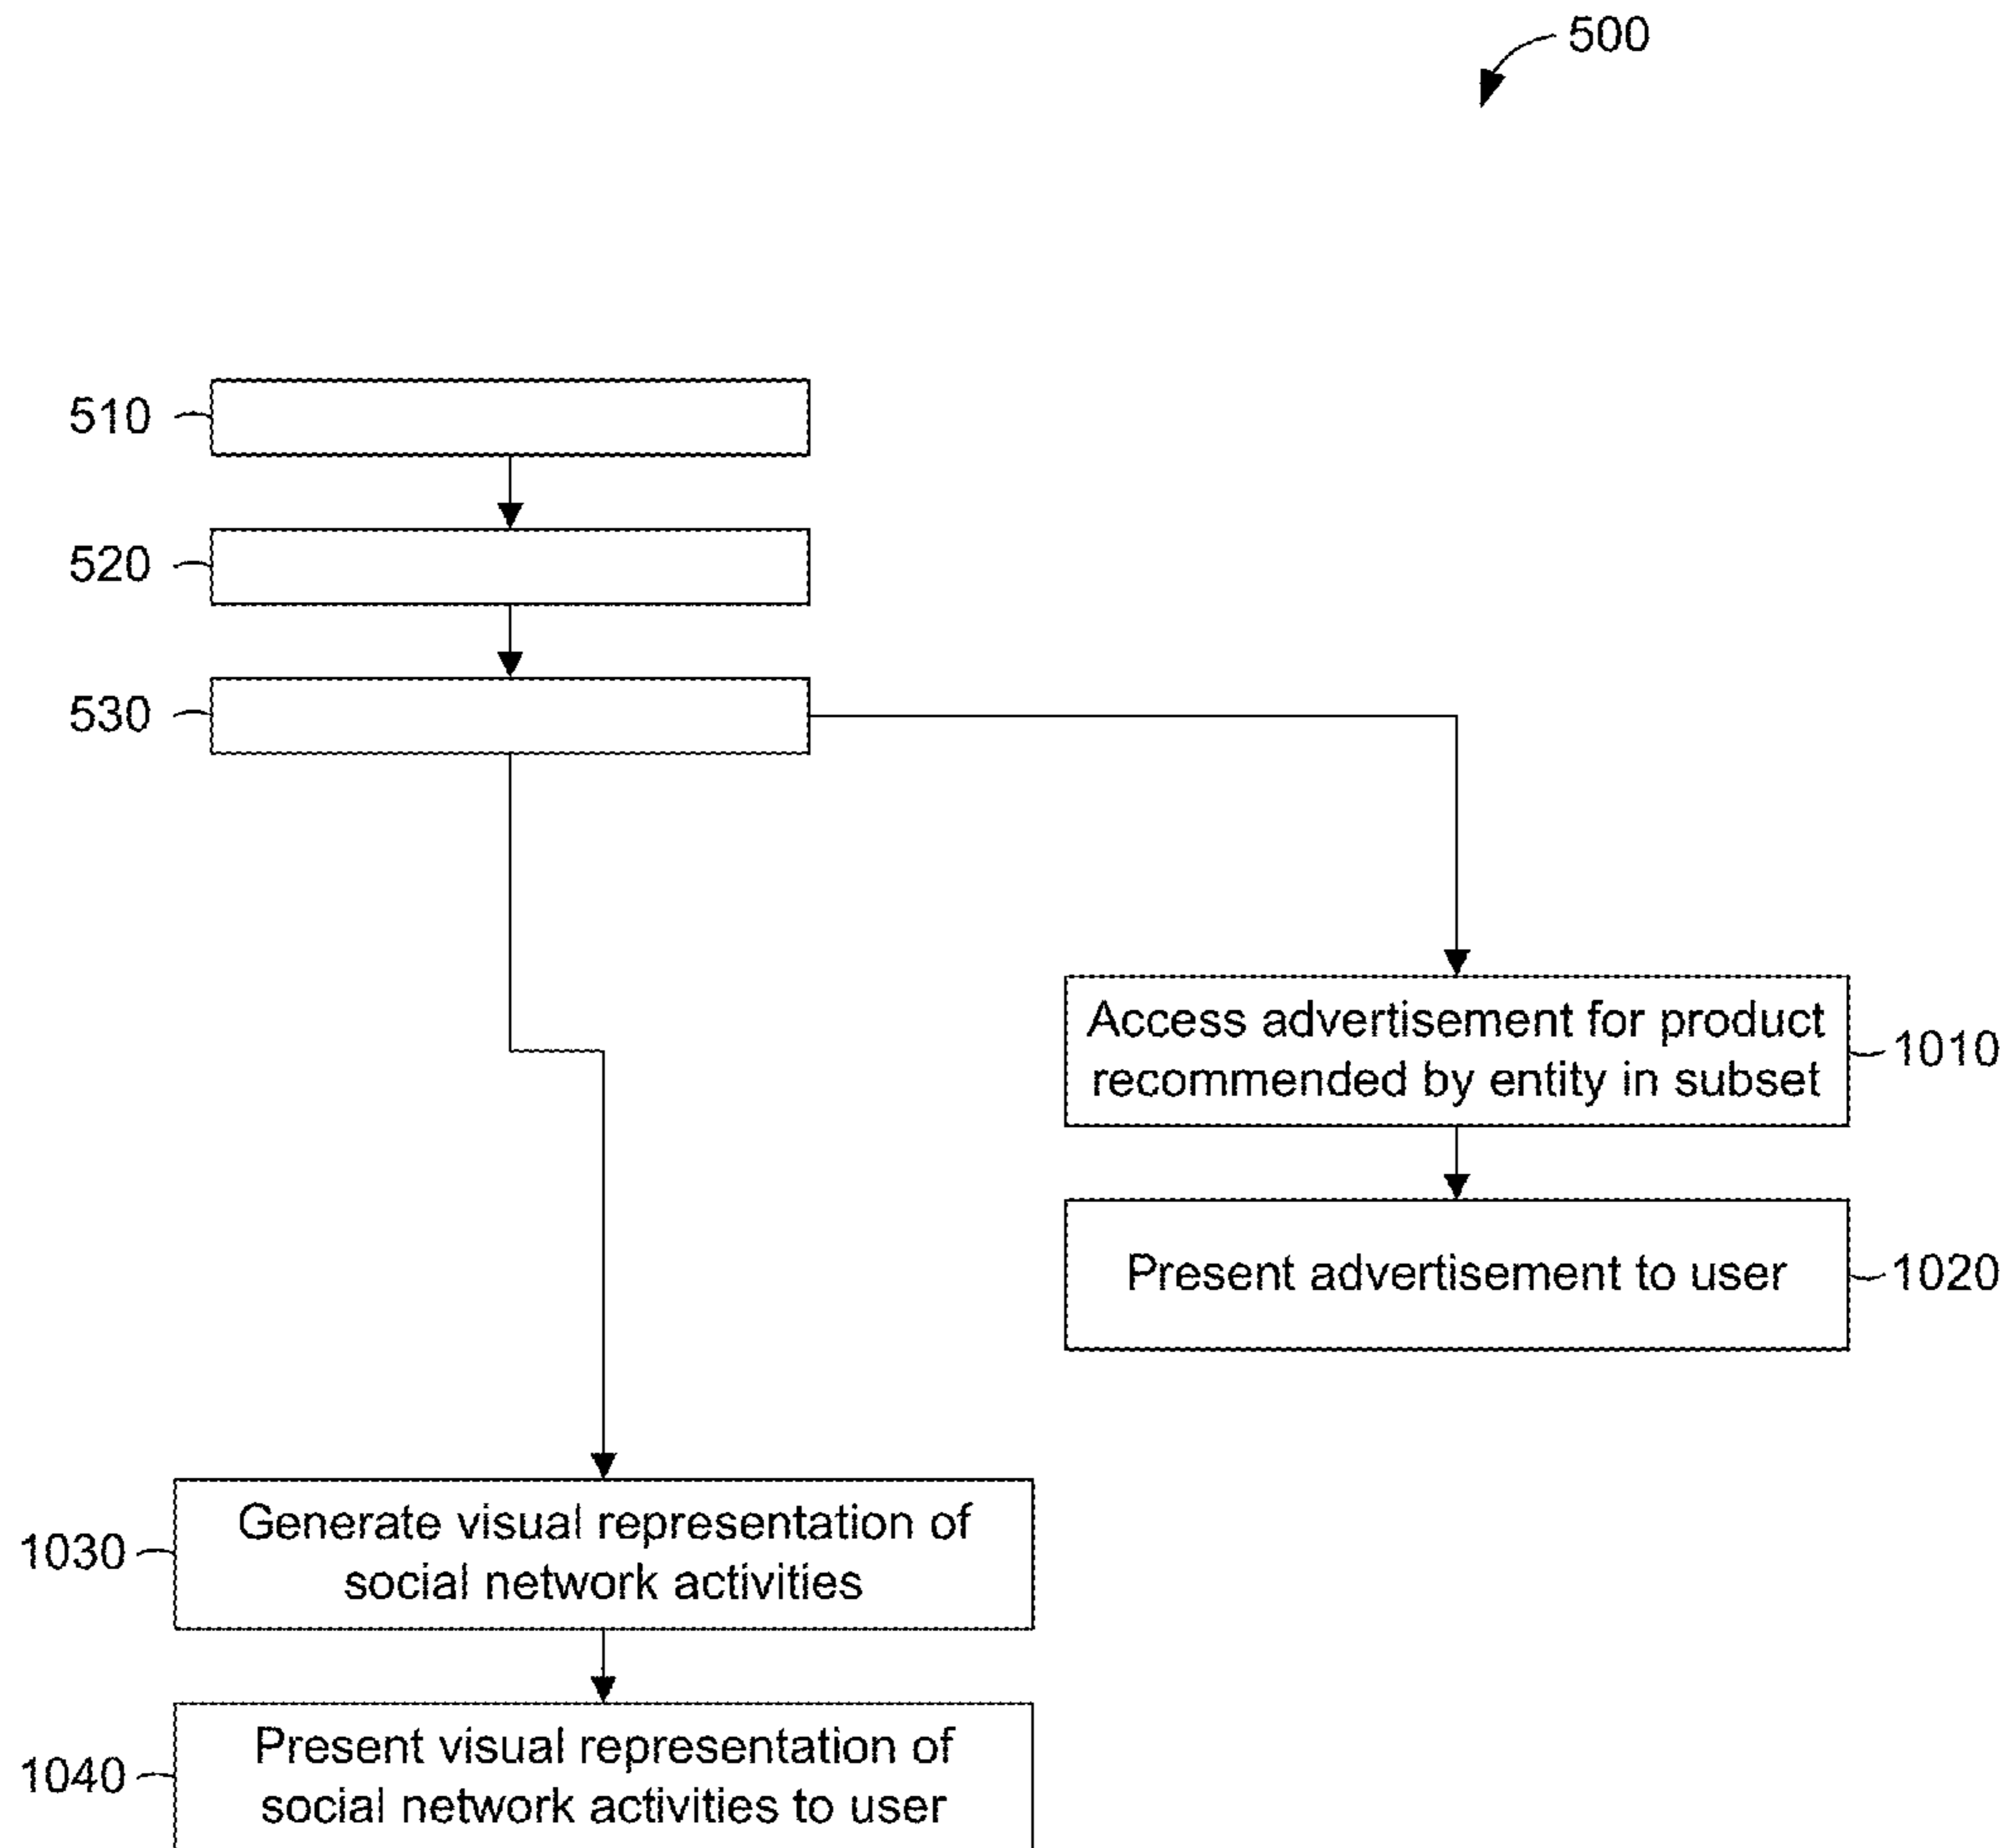 500
510
520
530
Access advertisement for product
recommended by entity in subset
1010
Present advertisement to user
1020
1030
Generate visual representation of
social network activities
1040
Present visual representation of
social network activities to user